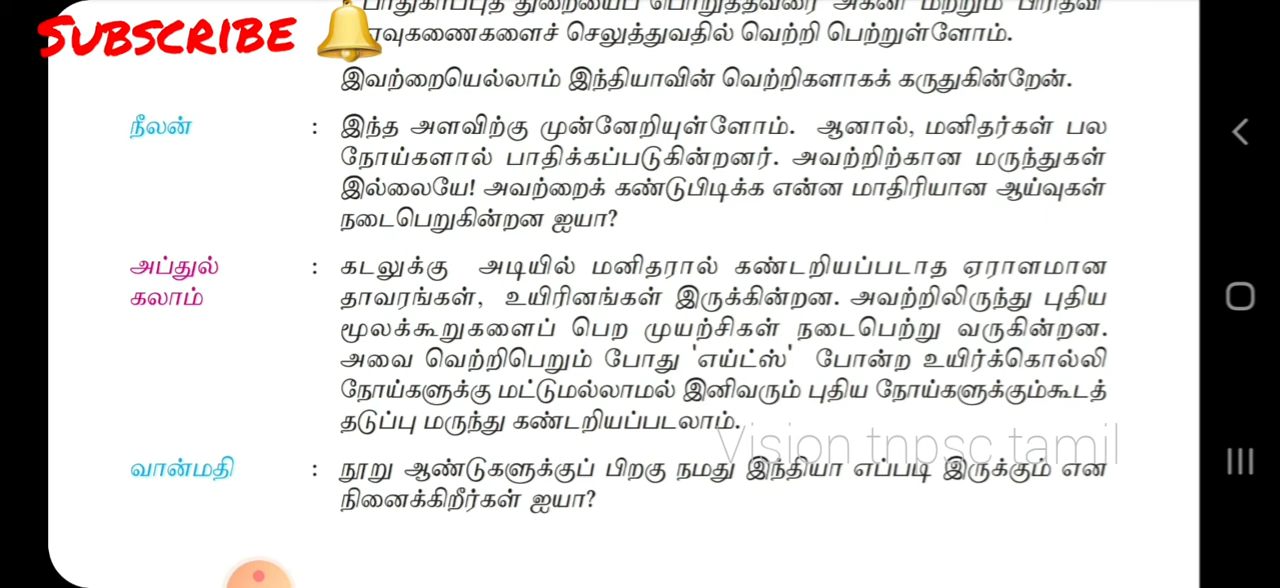 SUBSCRIBE
பாதுகாப்புத் துறையைப் பொறுத்தவரை அக்னி மற்றும் பிரித்வி
செலுத்துவதில் வெற்றி பெற்றுள்ளோம்.
இவற்றையெல்லாம் இந்தியாவின் வெற்றிகளாகக் கருதுகின்றேன்.
நீலன் : இந்த அளவிற்கு முன்னேறியுள்ளோம். ஆனால், மனிதர்கள் பல
நோய்களால் பாதிக்கப்படுகின்றனர். அவற்றிற்கான மருந்துகள்
இல்லையே! அவற்றைக் கண்டுபிடிக்க என்ன மாதிரியான ஆய்வுகள்
நடைபெறுகின்றன ஐயா?
அப்துல் : கடலுக்கு அடியில் மனிதரால் கண்டறியப்படாத ஏராளமான
கலாம் தாவரங்கள், உயிரினங்கள் இருக்கின்றன. அவற்றிலிருந்து புதிய
மூலக்கூறுகளைப் பெற முயற்சிகள் நடைபெற்று வருகின்றன.
அவை வெற்றிபெறும் போது 'எய்ட்ஸ்' போன்ற உயிர்க்கொல்லி
நோய்களுக்கு மட்டுமல்லாமல் இனிவரும் புதிய நோய்களுக்கும்கூடத்
தடுப்பு மருந்து கண்டறியப்படலாம்.
Vision tnpsc tamil
வான்மதி : நூறு ஆண்டுகளுக்குப் பிறகு நமது இந்தியா எப்படி இருக்கும் என
நினைக்கிறீர்கள் ஐயா?